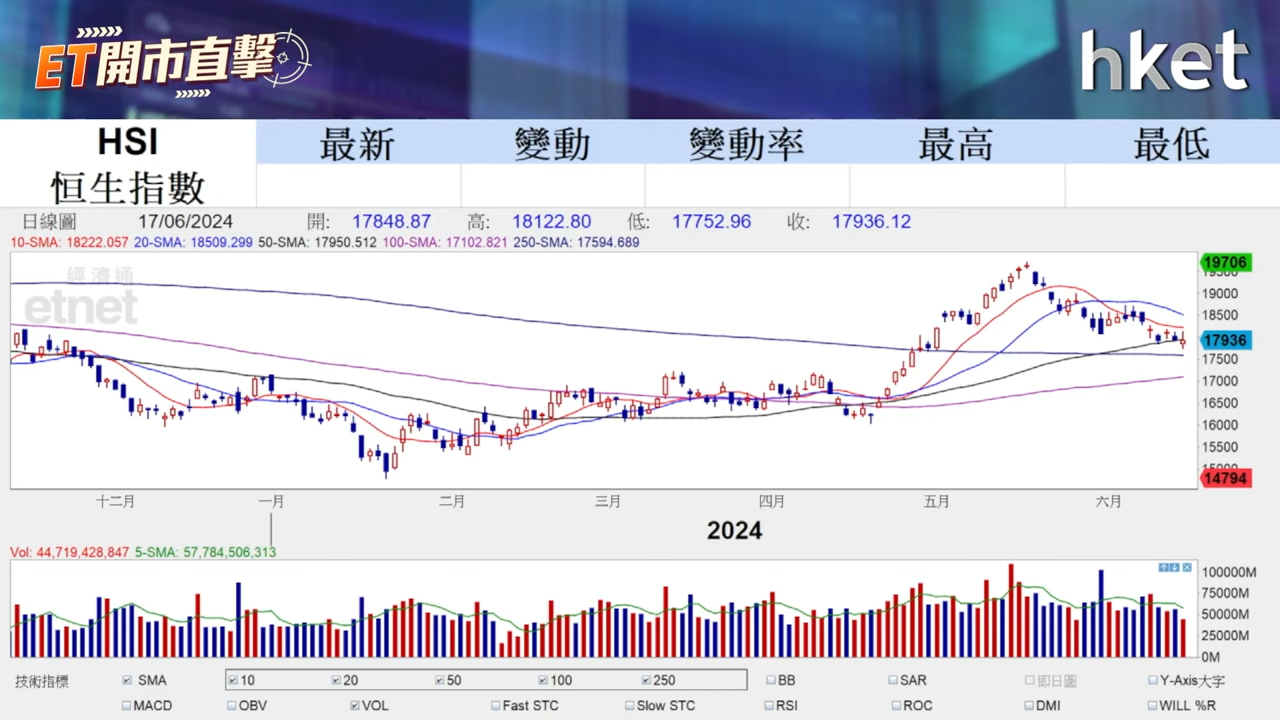 ET開市直擊
hket
HSI 最新 變動 變動率 最高 最低
恒生指數
日線圖 17/06/2024 開: 17848.87 高: 18122.80 低: 17752.96 收: 17936.12
10-SMA: 18222.057 20-SMA: 18509.299 50-SMA: 17950.512 100-SMA: 17102.821 250-SMA: 17594.689
經濟通
etnet
19706
19500
19000
18500
17936
17500
17000
16500
16000
15500
15000
14794
十二月 一月 二月 三月 四月 五月 六月
2024
Vol: 44,719,428,847 5-SMA: 57,784,506,313
100000M
75000M
50000M
25000M
0M
技術指標 SMA 10 20 50 100 250 BB SAR 即日圖 Y-Axis大字
MACD OBV VOL Fast STC Slow STC RSI ROC DMI WILL %R